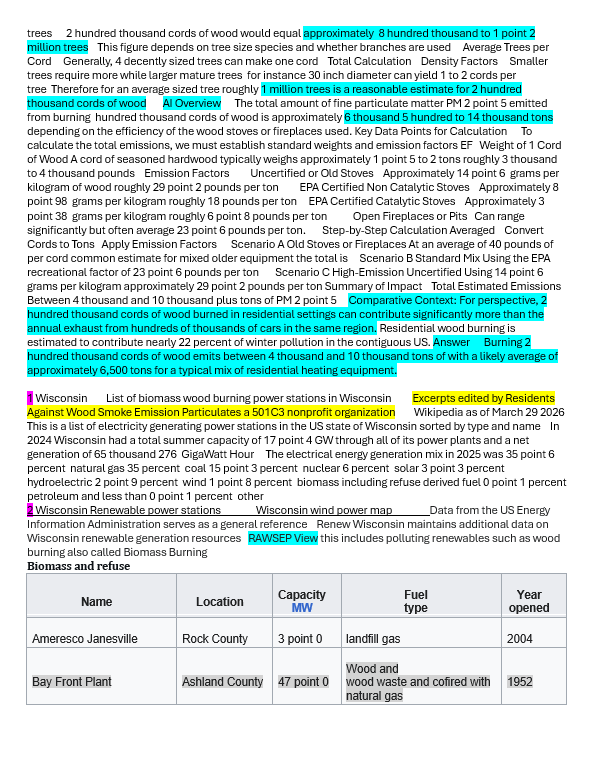 trees 2 hundred thousand cords of wood would equal approximately 8 hundred thousand to 1 point 2
million trees This figure depends on tree size species and whether branches are used Average Trees per
Cord Generally, 4 decently sized trees can make one cord Total Calculation Density Factors Smaller
trees require more while larger mature trees for instance 30 inch diameter can yield 1 to 2 cords per
tree Therefore for an average sized tree roughly 1 million trees is a reasonable estimate for 2 hundred
thousand cords of wood AI Overview The total amount of fine particulate matter PM 2 point 5 emitted
from burning hundred thousand cords of wood is approximately 6 thousand 5 hundred to 14 thousand tons
depending on the efficiency of the wood stoves or fireplaces used. Key Data Points for Calculation To
calculate the total emissions, we must establish standard weights and emission factors EF Weight of 1 Cord
of Wood A cord of seasoned hardwood typically weighs approximately 1 point 5 to 2 tons roughly 3 thousand
to 4 thousand pounds Emission Factors Uncertified or Old Stoves Approximately 14 point 6 grams per
kilogram of wood roughly 29 point 2 pounds per ton EPA Certified Non Catalytic Stoves Approximately 8
point 98 grams per kilogram roughly 18 pounds per ton EPA Certified Catalytic Stoves Approximately 3
point 38 grams per kilogram roughly 6 point 8 pounds per ton Open Fireplaces or Pits Can range
significantly but often average 23 point 6 pounds per ton. Step-by-Step Calculation Averaged Convert
Cords to Tons Apply Emission Factors Scenario A Old Stoves or Fireplaces At an average of 40 pounds of
per cord common estimate for mixed older equipment the total is Scenario B Standard Mix Using the EPA
recreational factor of 23 point 6 pounds per ton Scenario C High-Emission Uncertified Using 14 point 6
grams per kilogram approximately 29 point 2 pounds per ton Summary of Impact Total Estimated Emissions
Between 4 thousand and 10 thousand plus tons of PM 2 point 5 Comparative Context: For perspective, 2
hundred thousand cords of wood burned in residential settings can contribute significantly more than the
annual exhaust from hundreds of thousands of cars in the same region. Residential wood burning is
estimated to contribute nearly 22 percent of winter pollution in the contiguous US. Answer Burning 2
hundred thousand cords of wood emits between 4 thousand and 10 thousand tons of with a likely average of
approximately 6,500 tons for a typical mix of residential heating equipment.
1 Wisconsin List of biomass wood burning power stations in Wisconsin Excerpts edited by Residents
Against Wood Smoke Emission Particulates a 501C3 nonprofit organization Wikipedia as of March 29 2026
This is a list of electricity generating power stations in the US state of Wisconsin sorted by type and name In
2024 Wisconsin had a total summer capacity of 17 point 4 GW through all of its power plants and a net
generation of 65 thousand 276 GigaWatt Hour The electrical energy generation mix in 2025 was 35 point 6
percent natural gas 35 percent coal 15 point 3 percent nuclear 6 percent solar 3 point 3 percent
hydroelectric 2 point 9 percent wind 1 point 8 percent biomass including refuse derived fuel 0 point 1 percent
petroleum and less than 0 point 1 percent other
2 Wisconsin Renewable power stations Wisconsin wind power map Data from the US Energy
Information Administration serves as a general reference Renew Wisconsin maintains additional data on
Wisconsin renewable generation resources RAWSEP View this includes polluting renewables such as wood
burning also called Biomass Burning
Biomass and refuse
Name Location Capacity MW Fuel type Year opened
Ameresco Janesville Rock County 3 point 0 landfill gas 2004
Bay Front Plant Ashland County 47 point 0 Wood and wood waste and cofired with natural gas 1952